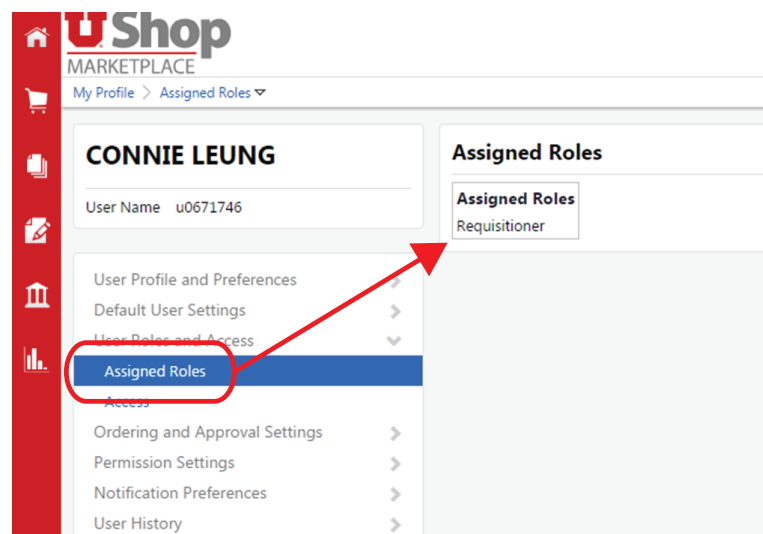 U Shop
MARKETPLACE
My Profile > Assigned Roles
CONNIE LEUNG
User Name u0671746
User Profile and Preferences
Default User Settings
User Roles and Access
Assigned Roles
Access
Ordering and Approval Settings
Permission Settings
Notification Preferences
User History
Assigned Roles
Assigned Roles
Requisitioner